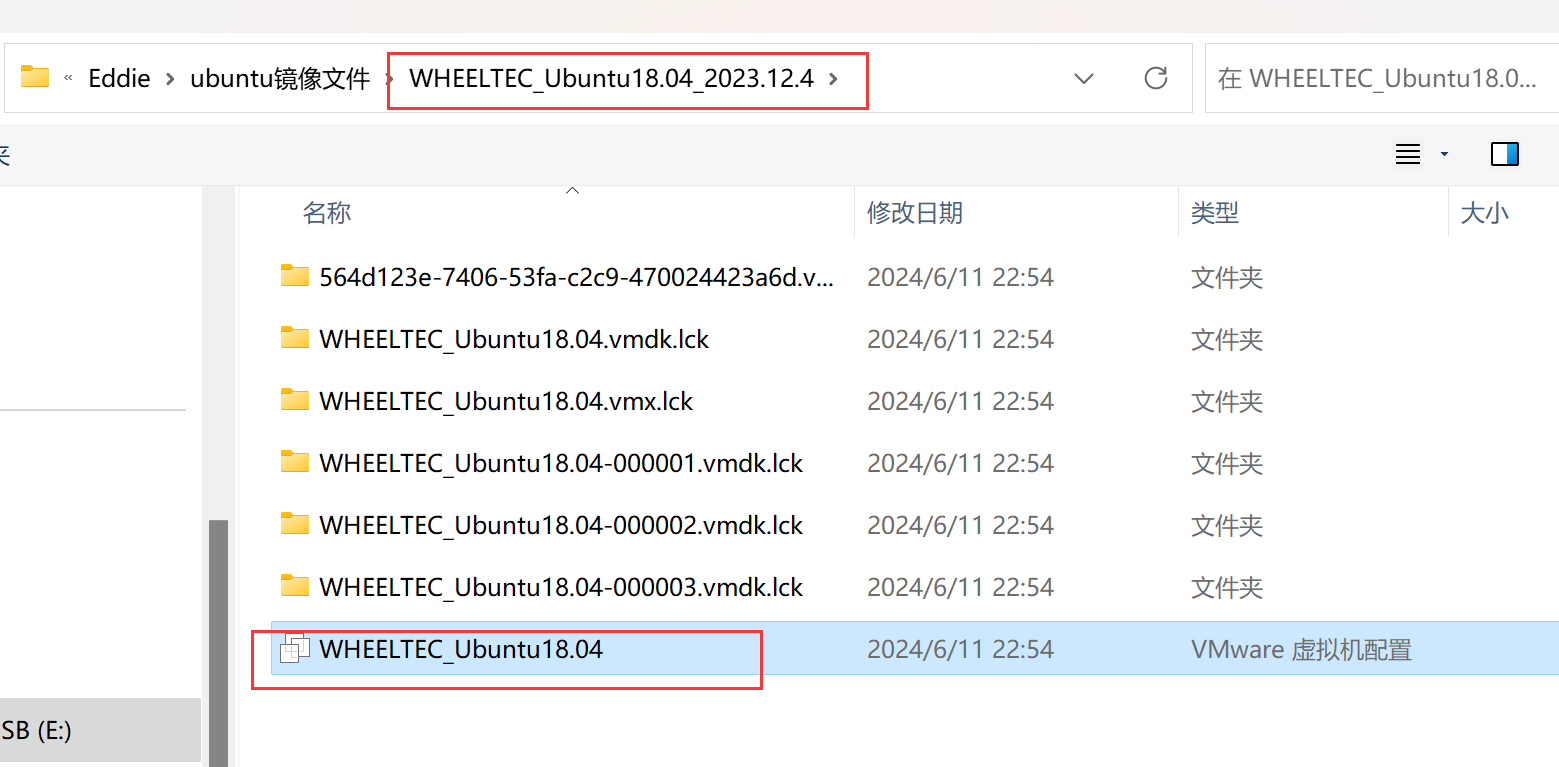 « Eddie > ubuntu镜像文件 > WHEELTEC_Ubuntu18.04_2023.12.4 > 在 WHEELTEC_Ubuntu18.0...
夹
名称 修改日期 类型 大小
564d123e-7406-53fa-c2c9-470024423a6d.v... 2024/6/11 22:54 文件夹
WHEELTEC_Ubuntu18.04.vmdk.lck 2024/6/11 22:54 文件夹
WHEELTEC_Ubuntu18.04.vmx.lck 2024/6/11 22:54 文件夹
WHEELTEC_Ubuntu18.04-000001.vmdk.lck 2024/6/11 22:54 文件夹
WHEELTEC_Ubuntu18.04-000002.vmdk.lck 2024/6/11 22:54 文件夹
WHEELTEC_Ubuntu18.04-000003.vmdk.lck 2024/6/11 22:54 文件夹
WHEELTEC_Ubuntu18.04 2024/6/11 22:54 VMware 虚拟机配置
SB (E:)